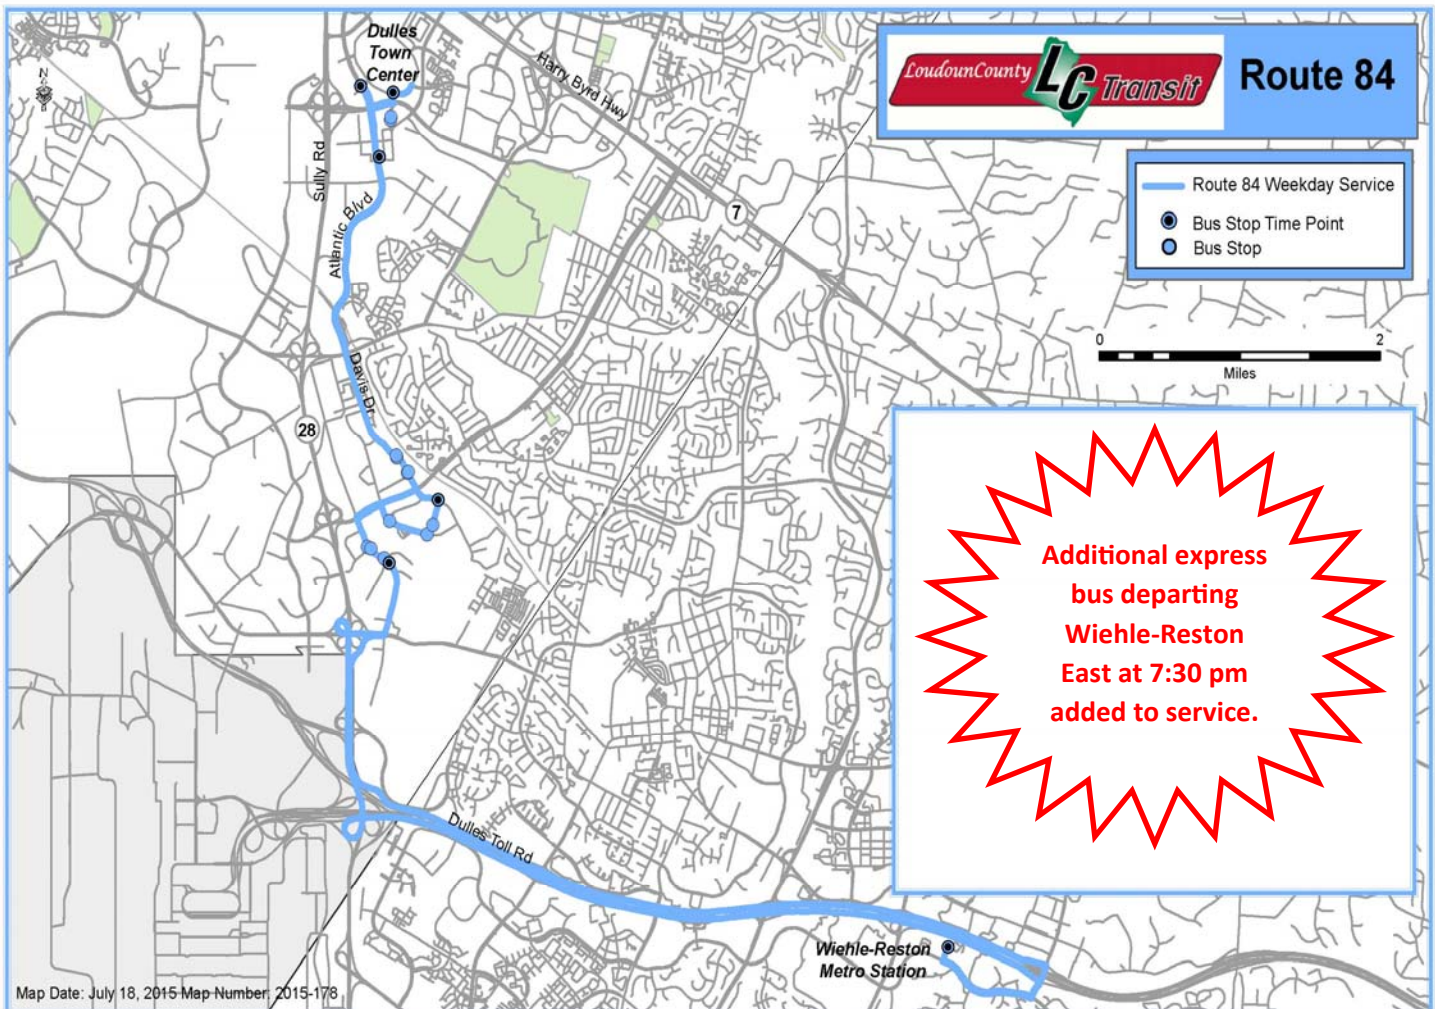 Dulles
Town
Center
N
Harry Byrd Hwy
LoudounCounty LC Transit
Route 84
Sully Rd
Route 84 Weekday Service
Bus Stop Time Point
Bus Stop
7
Atlantic Blvd
0 2
Miles
Davis Dr
28
Additional express
bus departing
Wiehle-Reston
East at 7:30 pm
added to service.
Dulles Toll Rd
Wiehle-Reston
Metro Station
Map Date: July 18, 2015 Map Number: 2015-178